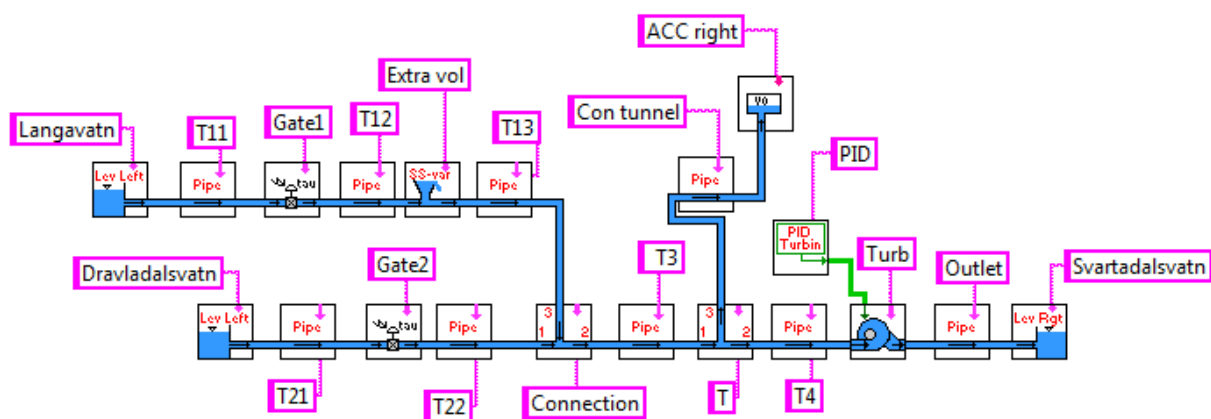 ACC right
Extra vol
Vo
Con tunnel
Langavatn
T11
Gate1
T12
T13
PID
Lev Left
Pipe
Val tau
Pipe
SS-var
Pipe
Pipe
PID
Turbin
Dravladalsvatn
Gate2
T3
Turb
Outlet
Svartadalsvatn
Lev Left
Pipe
Val tau
Pipe
3
1 2
Pipe
3
1 2
Pipe
Pipe
Lev Rgt
T21
T22
Connection
T
T4